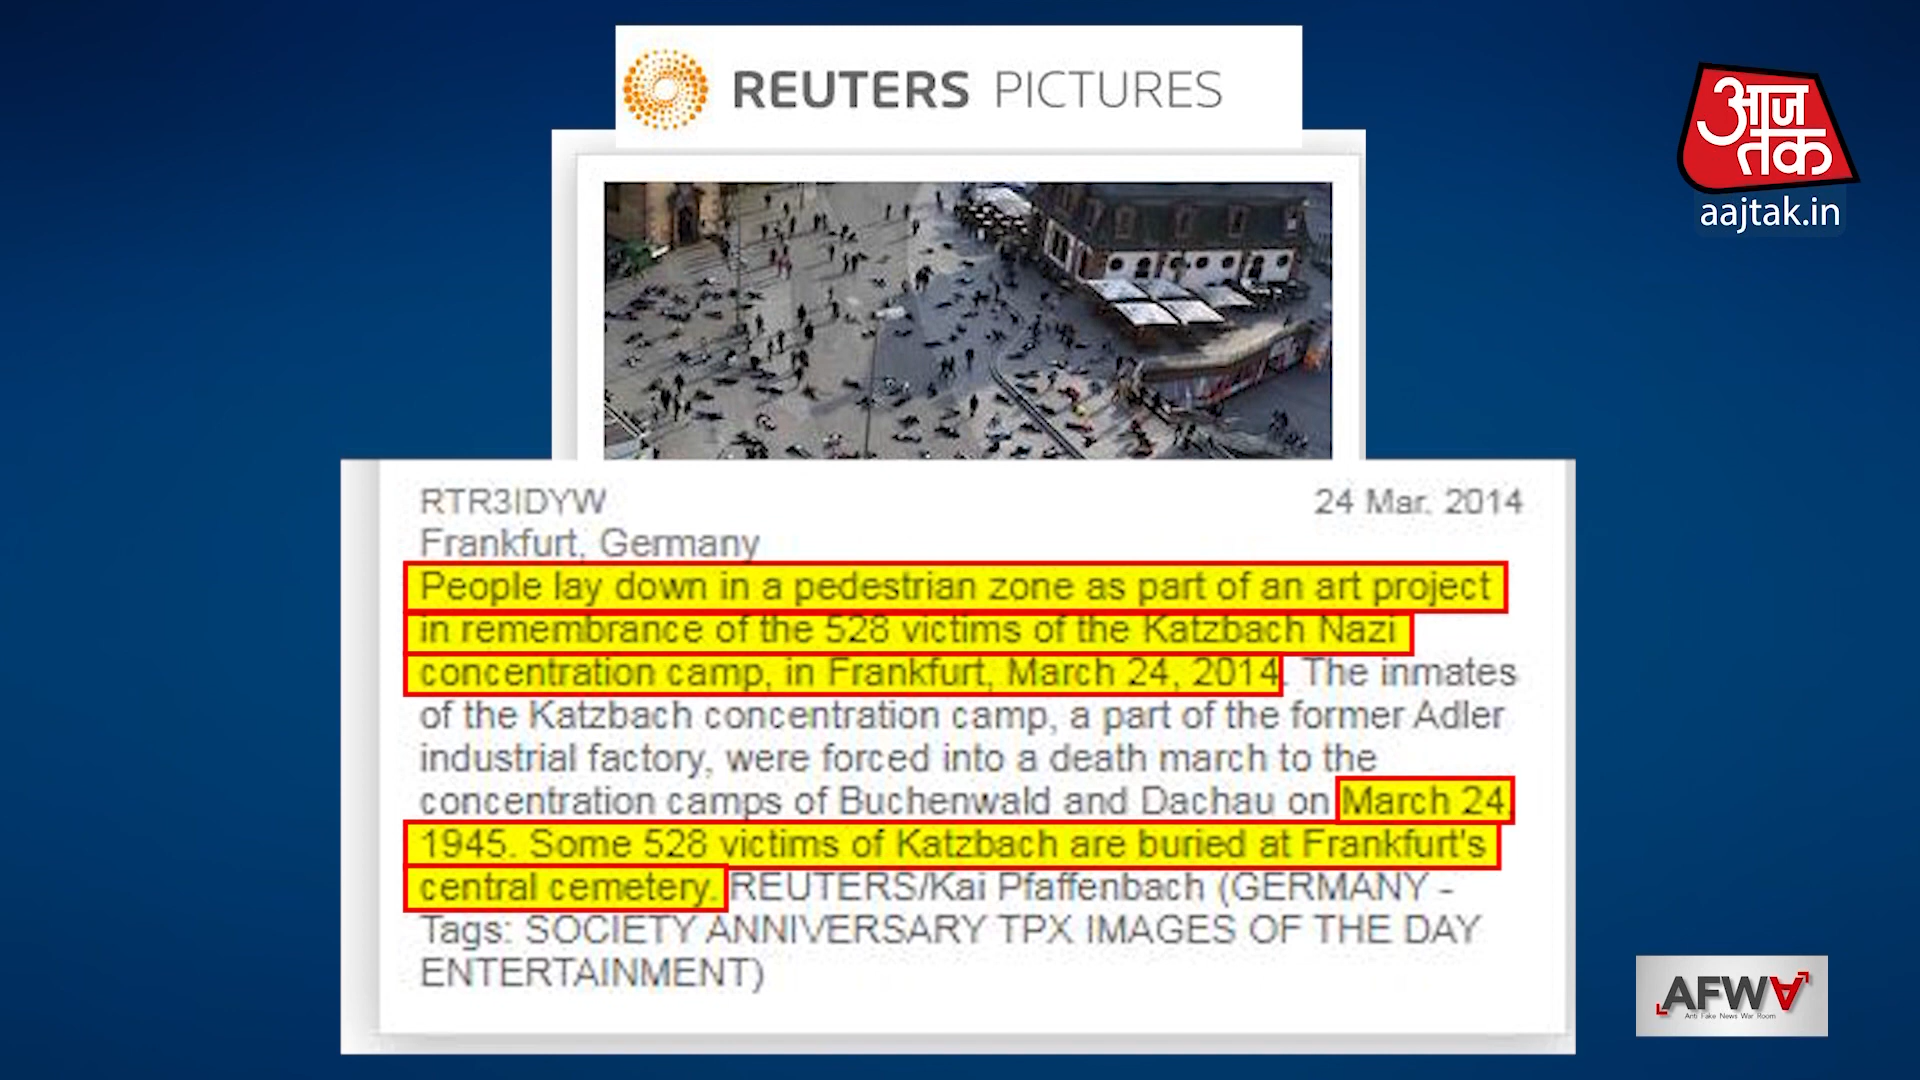 REUTERS PICTURES
आज
तक
aajtak.in
RTR3IDYW 24 Mar. 2014
Frankfurt, Germany
People lay down in a pedestrian zone as part of an art project
in remembrance of the 528 victims of the Katzbach Nazi
concentration camp, in Frankfurt, March 24, 2014. The inmates
of the Katzbach concentration camp, a part of the former Adler
industrial factory, were forced into a death march to the
concentration camps of Buchenwald and Dachau on March 24,
1945. Some 528 victims of Katzbach are buried at Frankfurt's
central cemetery. REUTERS/Kai Pfaffenbach (GERMANY -
Tags: SOCIETY ANNIVERSARY TPX IMAGES OF THE DAY
ENTERTAINMENT)
AFWA
Anti Fake News War Room